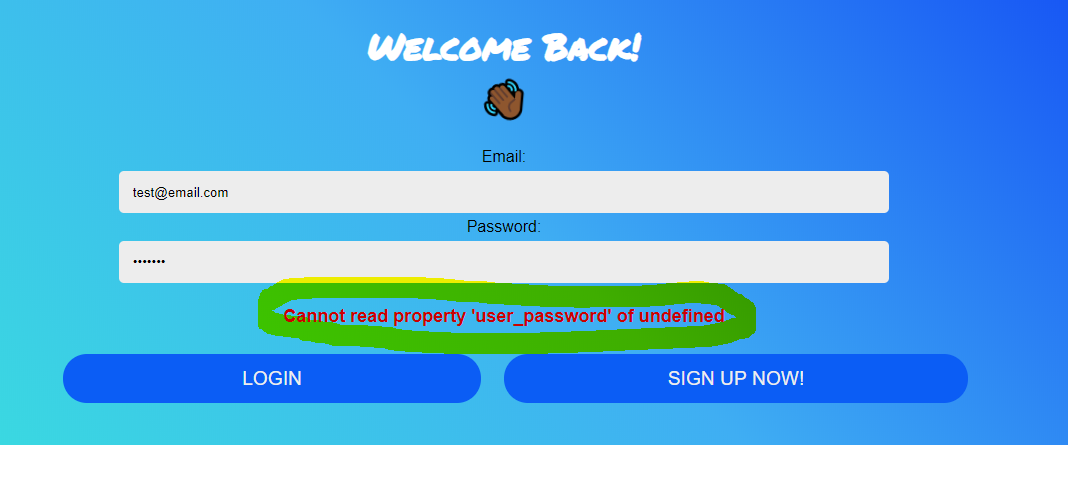 Welcome Back!
Email:
test@email.com
Password:
•••••••
Cannot read property 'user_password' of undefined
LOGIN
SIGN UP NOW!